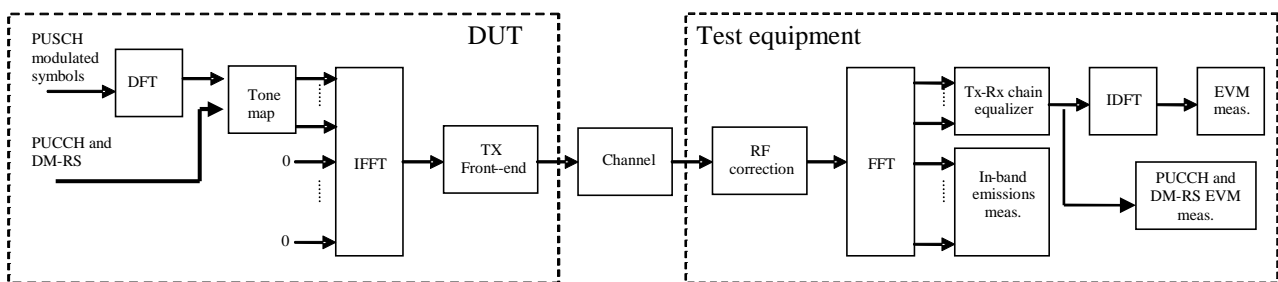 DUT
Test equipment
PUSCH
modulated
symbols
DFT
Tone
map
PUCCH and
DM-RS
0
0
IFFT
TX
Front--end
Channel
RF
correction
FFT
Tx-Rx chain
equalizer
IDFT
EVM
meas.
In-band
emissions
meas.
PUCCH and
DM-RS EVM
meas.